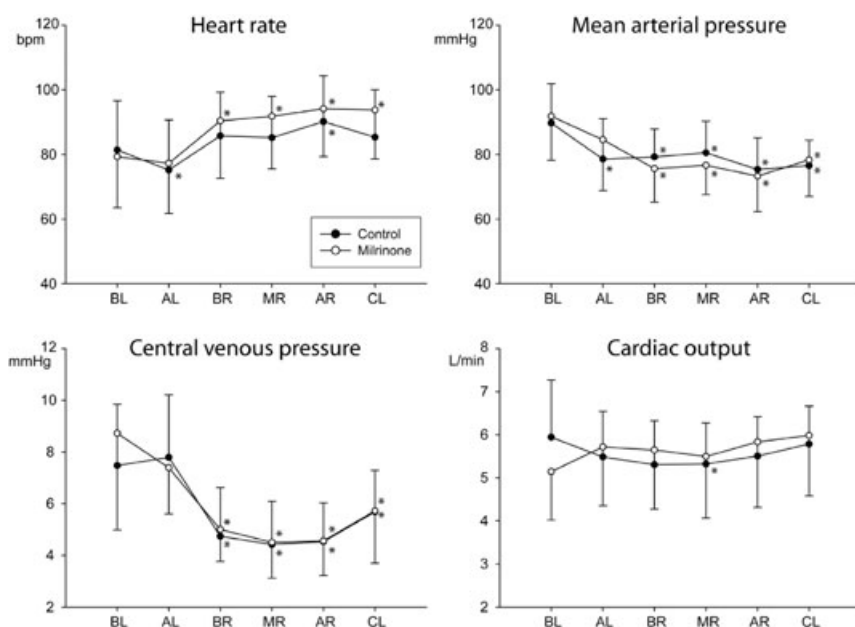 Heart rate
120
bpm
100
80
60
40
BL AL BR MR AR CL
Control
Milrinone
Mean arterial pressure
120
mmHg
100
80
60
40
BL AL BR MR AR CL
Central venous pressure
12
mmHg
10
8
6
4
2
BL AL BR MR AR CL
Cardiac output
8
L/min
7
6
5
4
3
2
BL AL BR MR AR CL